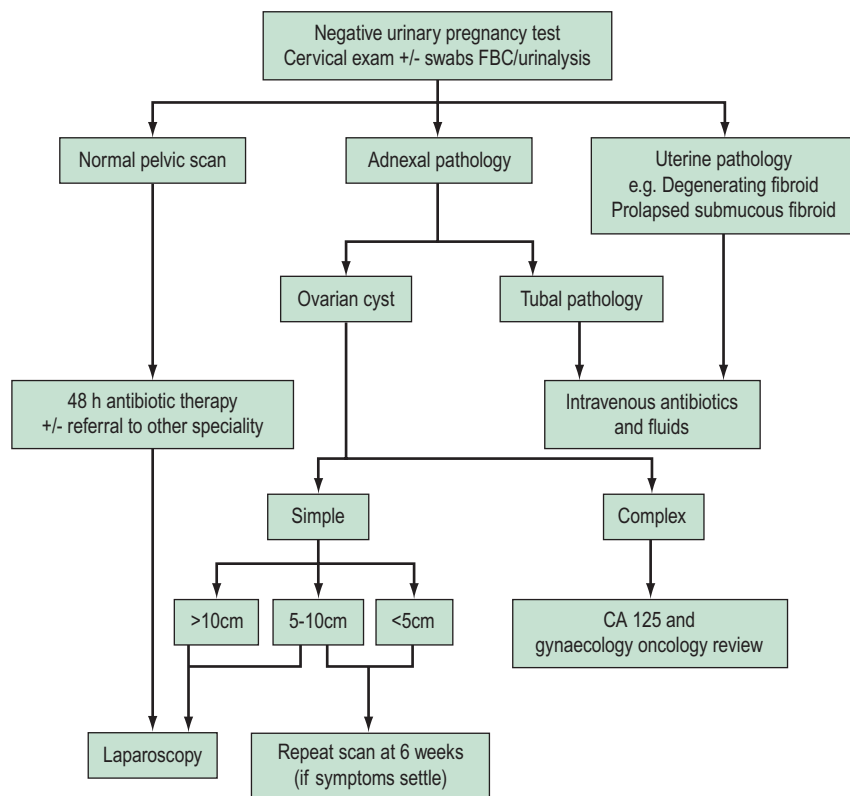 Negative urinary pregnancy test
Cervical exam +/- swabs FBC/urinalysis
Normal pelvic scan
Adnexal pathology
Uterine pathology
e.g. Degenerating fibroid
Prolapsed submucous fibroid
Ovarian cyst
Tubal pathology
48 h antibiotic therapy
+/- referral to other speciality
Intravenous antibiotics
and fluids
Simple
Complex
>10cm
5-10cm
<5cm
CA 125 and
gynaecology oncology review
Laparoscopy
Repeat scan at 6 weeks
(if symptoms settle)